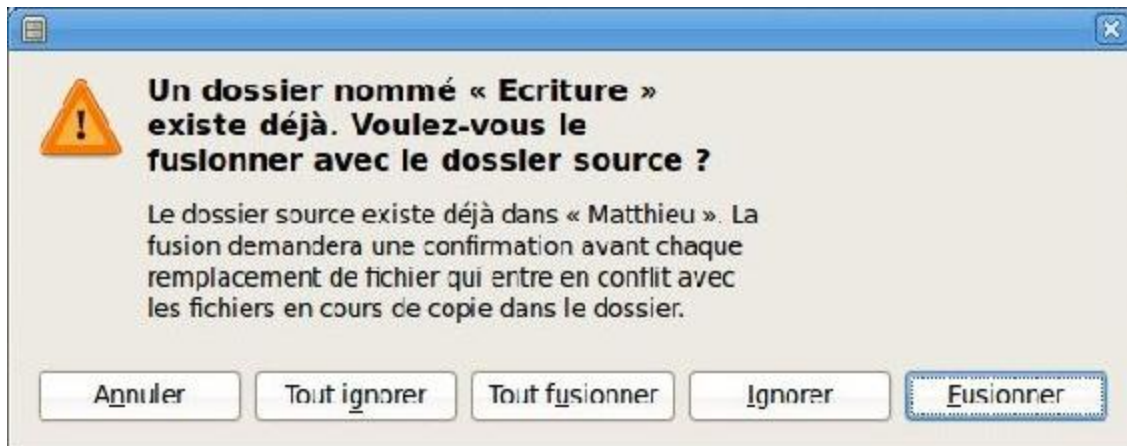 Un dossier nommé « Ecriture »
existe déjà. Voulez-vous le
fusionner avec le dossier source ?
Le dossier source existe déjà dans « Matthieu ». La
fusion demandera une confirmation avant chaque
remplacement de fichier qui entre en conflit avec
les fichiers en cours de copie dans le dossier.
Annuler Tout ignorer Tout fusionner Ignorer Fusionner